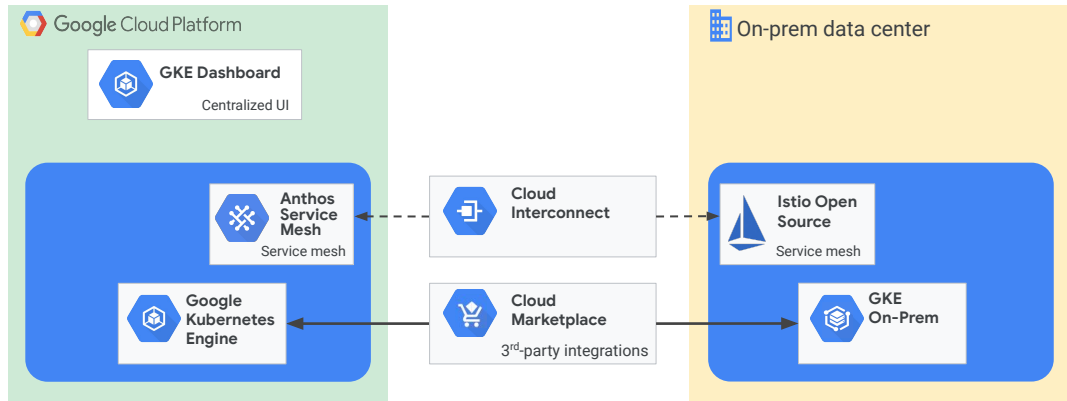 Google Cloud Platform
GKE Dashboard
Centralized UI
Anthos
Service
Mesh
Service mesh
Google
Kubernetes
Engine
Cloud
Interconnect
Cloud
Marketplace
3rd-party integrations
On-prem data center
Istio Open
Source
Service mesh
GKE
On-Prem